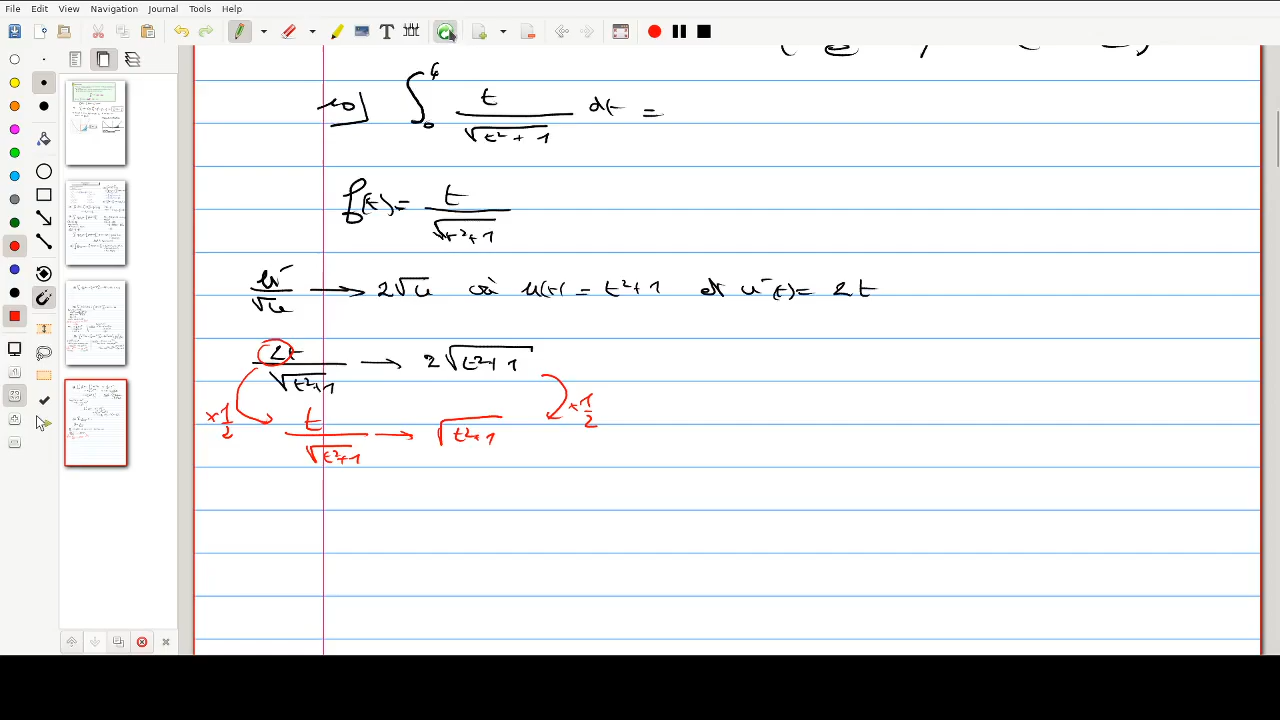 File Edit View Navigation Journal Tools Help
10] ∫₀⁶ t/√(t²+1) dt =
f(t) = t/√(t²+1)
u'/√u → 2√u où u(t) = t²+1 et u'(t) = 2t
2t/√(t²+1) → 2√(t²+1)
×1/2 ×1/2
t/√(t²+1) → √(t²+1)